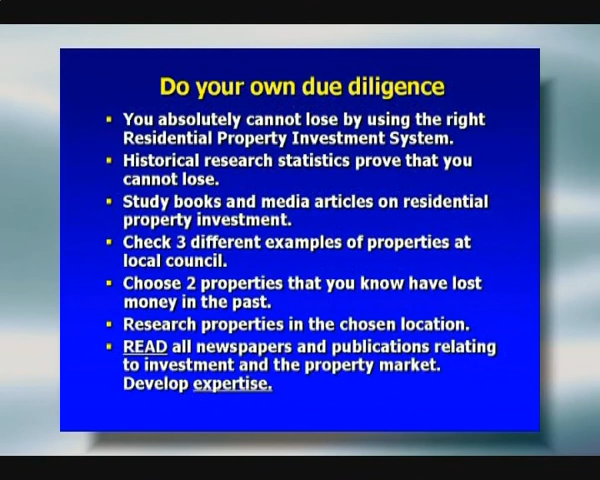 Do your own due diligence
▪ You absolutely cannot lose by using the right
Residential Property Investment System.
▪ Historical research statistics prove that you
cannot lose.
▪ Study books and media articles on residential
property investment.
▪ Check 3 different examples of properties at
local council.
▪ Choose 2 properties that you know have lost
money in the past.
▪ Research properties in the chosen location.
▪ READ all newspapers and publications relating
to investment and the property market.
Develop expertise.